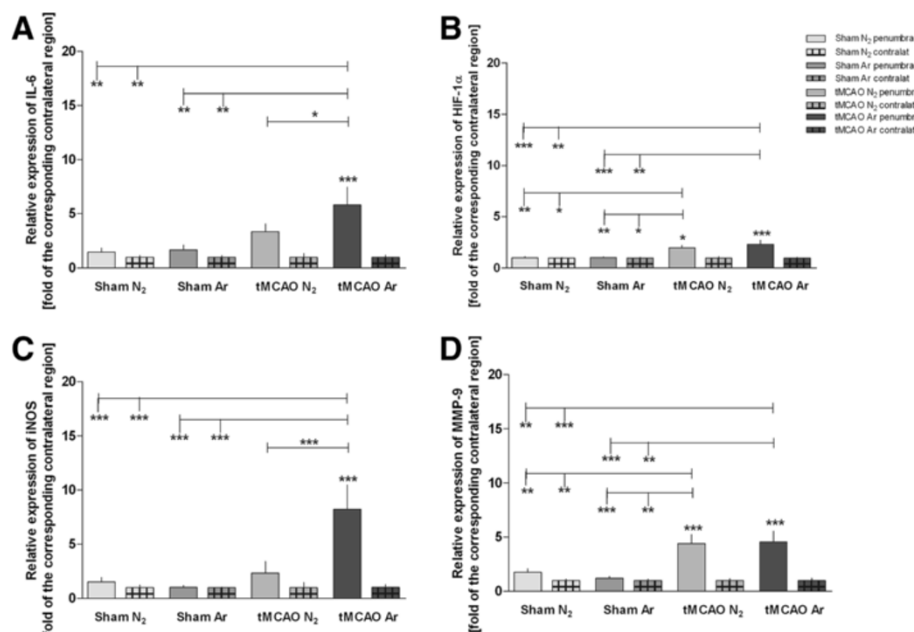 A
Relative expression of IL-6
[fold of the corresponding contralateral region]
20
15
10
5
0
** **
** **
*
***
Sham N₂ Sham Ar tMCAO N₂ tMCAO Ar
B
Relative expression of HIF-1α
[fold of the corresponding contralateral region]
20
15
10
5
0
*** **
*** **
** *
** *
*
***
Sham N₂ Sham Ar tMCAO N₂ tMCAO Ar
Sham N₂ penumbra
Sham N₂ contralat
Sham Ar penumbra
Sham Ar contralat
tMCAO N₂ penumbra
tMCAO N₂ contralat
tMCAO Ar penumbra
tMCAO Ar contralat
C
Relative expression of iNOS
[fold of the corresponding contralateral region]
20
15
10
5
0
*** ***
*** ***
***
***
Sham N₂ Sham Ar tMCAO N₂ tMCAO Ar
D
Relative expression of MMP-9
[fold of the corresponding contralateral region]
20
15
10
5
0
** ***
*** **
** **
*** **
*** ***
Sham N₂ Sham Ar tMCAO N₂ tMCAO Ar